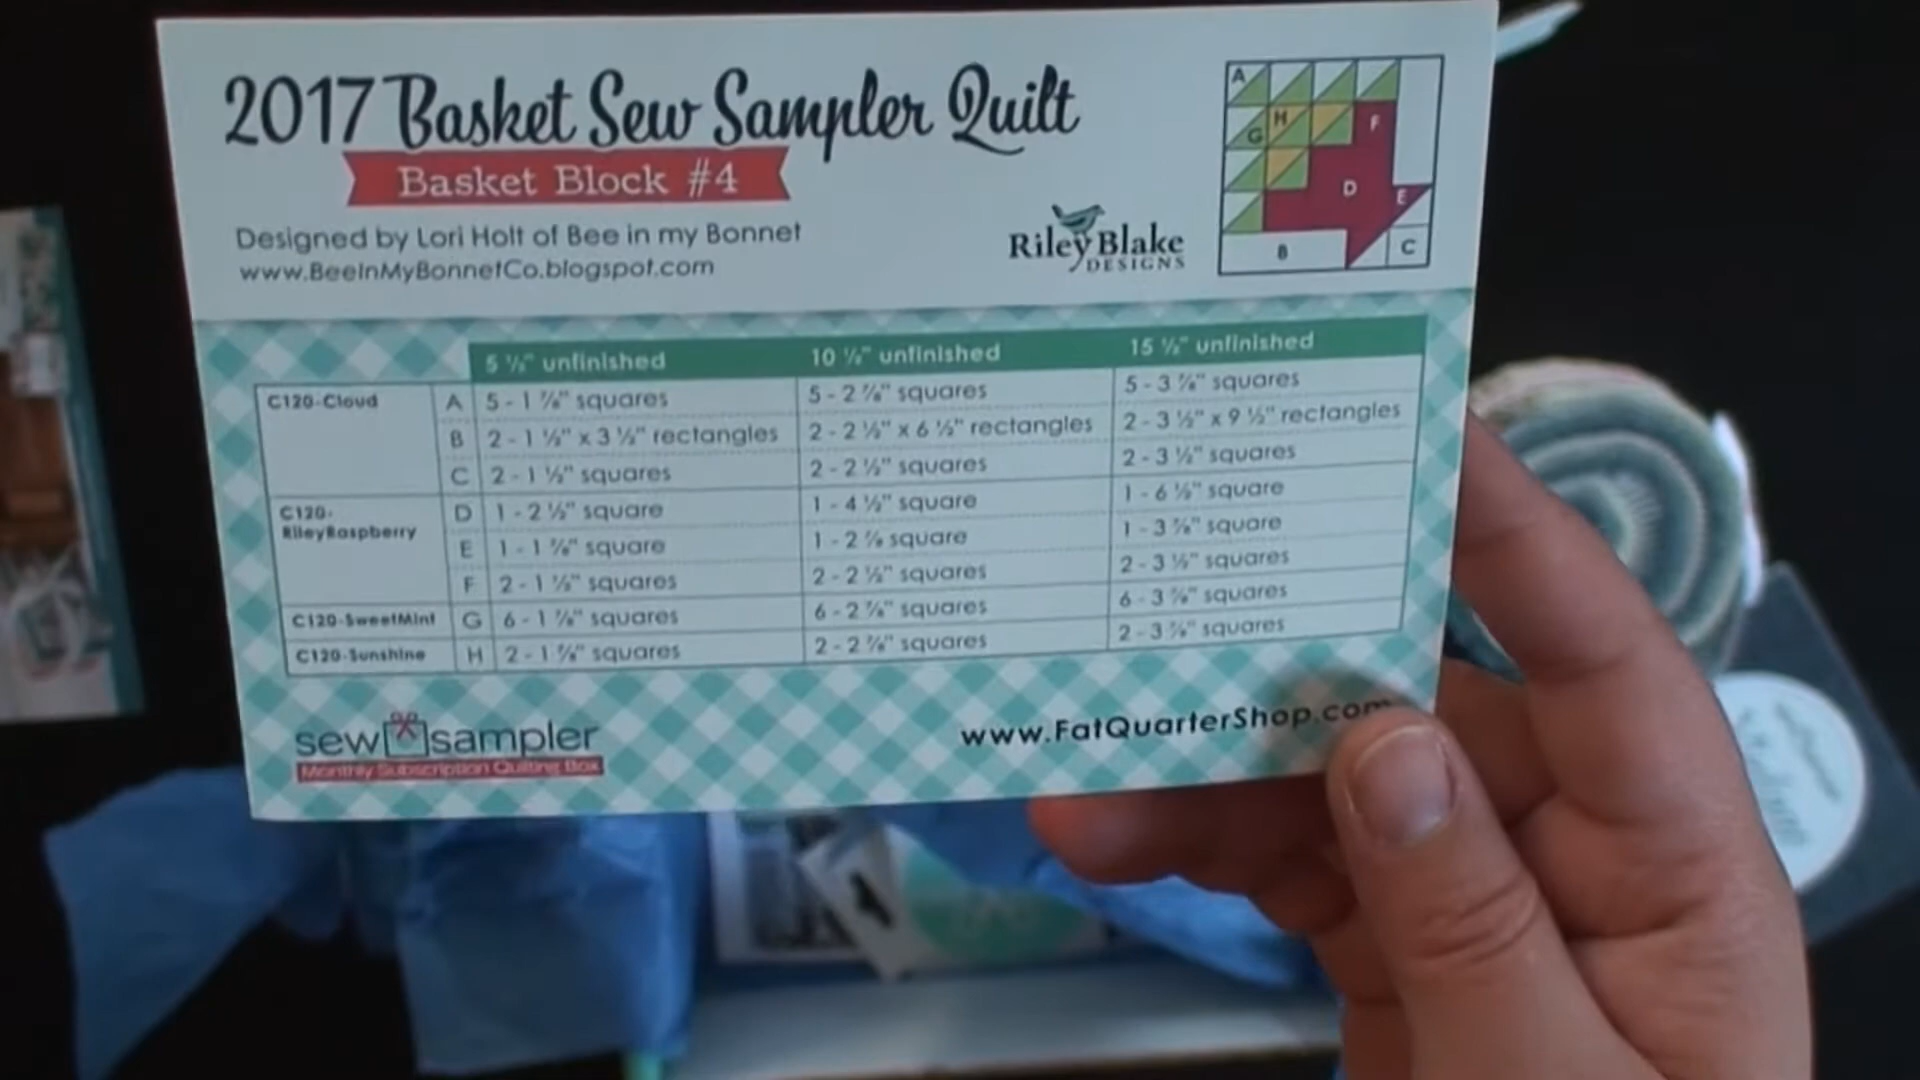 2017 Basket Sew Sampler Quilt
Basket Block #4
Designed by Lori Holt of Bee in my Bonnet
www.BeeInMyBonnetCo.blogspot.com
Riley Blake
DESIGNS
A
H
F
G
D
E
B
C
5 ½" unfinished 10 ½" unfinished 15 ½" unfinished
C120-Cloud A 5 - 1 ⅞" squares 5 - 2 ⅞" squares 5 - 3 ⅞" squares
B 2 - 1 ½" x 3 ½" rectangles 2 - 2 ½" x 6 ½" rectangles 2 - 3 ½" x 9 ½" rectangles
C 2 - 1 ½" squares 2 - 2 ½" squares 2 - 3 ½" squares
C120-
RileyRaspberry D 1 - 2 ½" square 1 - 4 ½" square 1 - 6 ½" square
E 1 - 1 ⅞" square 1 - 2 ⅞ square 1 - 3 ⅞" square
F 2 - 1 ½" squares 2 - 2 ½" squares 2 - 3 ½" squares
C120-SweetMint G 6 - 1 ⅞" squares 6 - 2 ⅞" squares 6 - 3 ⅞" squares
C120-Sunshine H 2 - 1 ⅞" squares 2 - 2 ⅞" squares 2 - 3 ⅞" squares
sew sampler
Monthly Subscription Quilting Box
www.FatQuarterShop.com